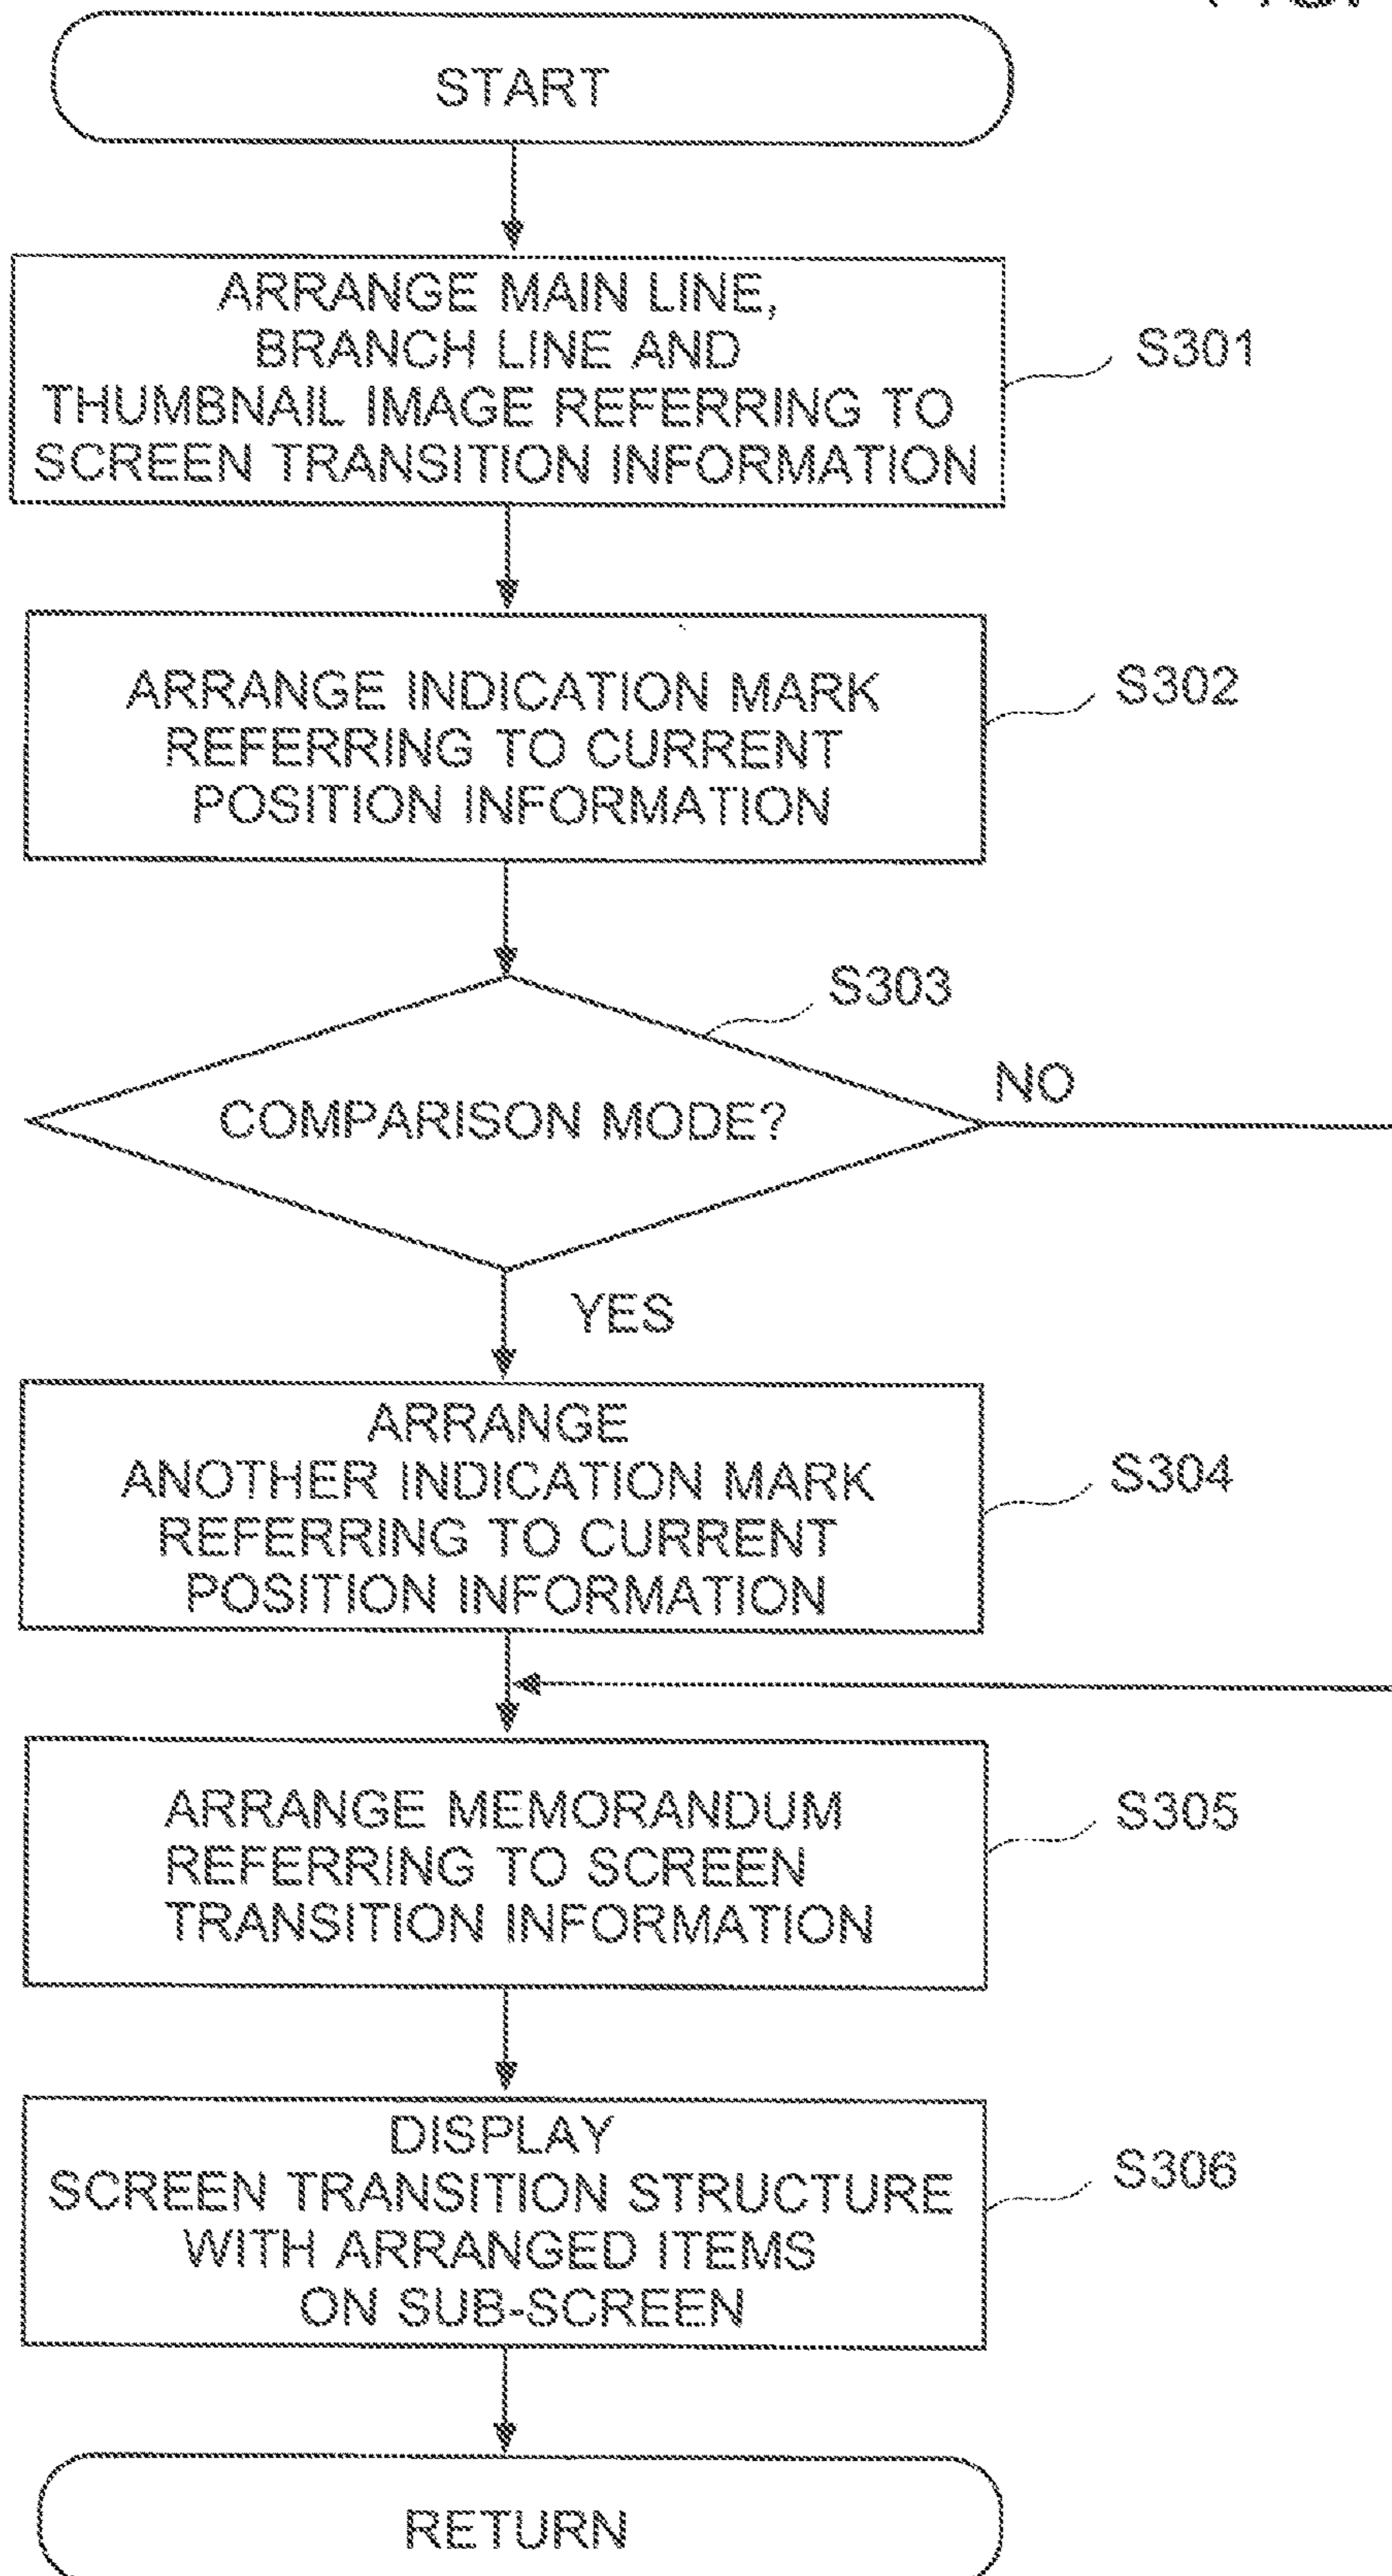 START
ARRANGE MAIN LINE,
BRANCH LINE AND
THUMBNAIL IMAGE REFERRING TO
SCREEN TRANSITION INFORMATION
S301
ARRANGE INDICATION MARK
REFERRING TO CURRENT
POSITION INFORMATION
S302
S303
COMPARISON MODE?
NO
YES
ARRANGE
ANOTHER INDICATION MARK
REFERRING TO CURRENT
POSITION INFORMATION
S304
ARRANGE MEMORANDUM
REFERRING TO SCREEN
TRANSITION INFORMATION
S305
DISPLAY
SCREEN TRANSITION STRUCTURE
WITH ARRANGED ITEMS
ON SUB-SCREEN
S306
RETURN